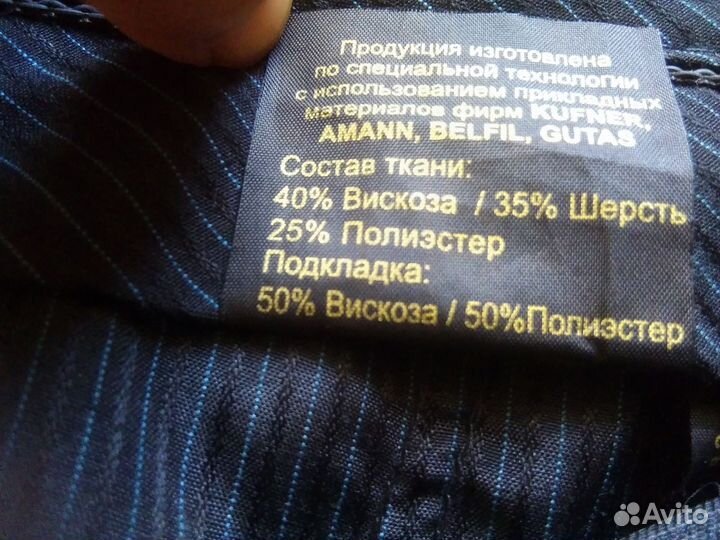 Продукция изготовлена
по специальной технологии
с использованием прикладных
материалов фирм KUFNER,
AMANN, BELFIL, GUTAS
Состав ткани:
40% Вискоза / 35% Шерсть
25% Полиэстер
Подкладка:
50% Вискоза / 50%Полиэстер
Avito